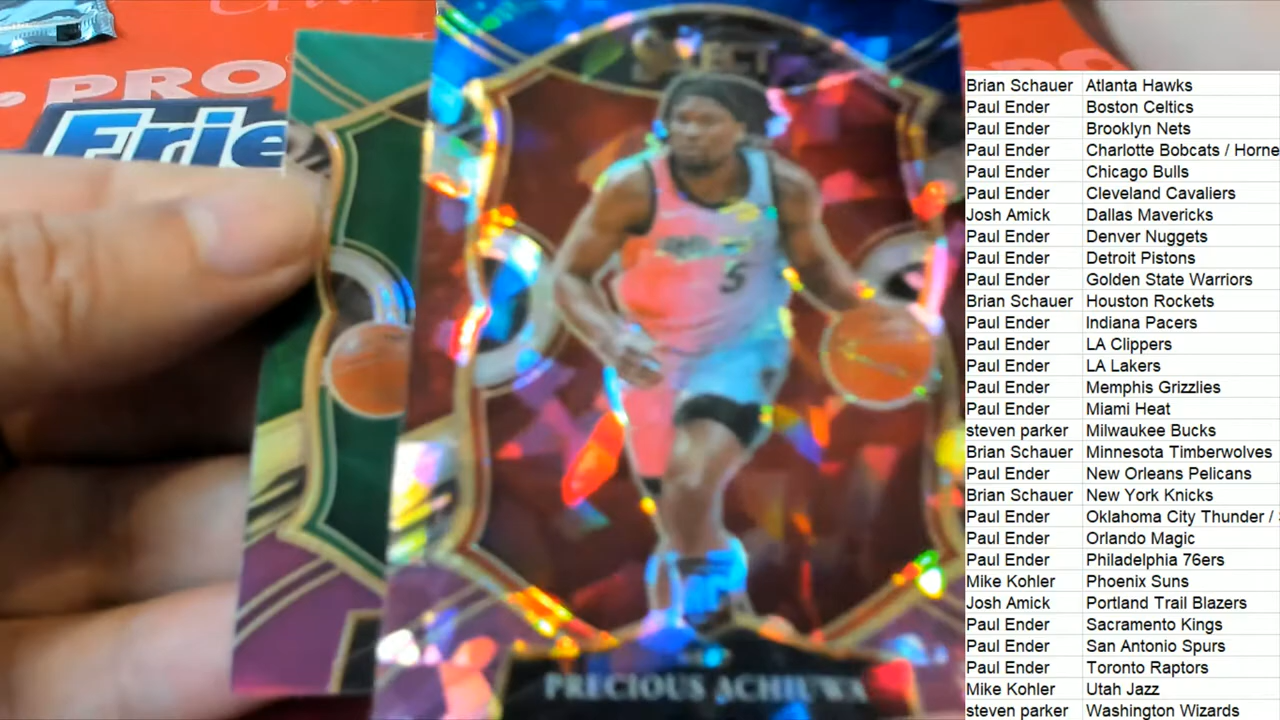 PRO
Erie
SELECT
5
PRECIOUS ACHIUWA
Brian Schauer Atlanta Hawks
Paul Ender Boston Celtics
Paul Ender Brooklyn Nets
Paul Ender Charlotte Bobcats / Horne
Paul Ender Chicago Bulls
Paul Ender Cleveland Cavaliers
Josh Amick Dallas Mavericks
Paul Ender Denver Nuggets
Paul Ender Detroit Pistons
Paul Ender Golden State Warriors
Brian Schauer Houston Rockets
Paul Ender Indiana Pacers
Paul Ender LA Clippers
Paul Ender LA Lakers
Paul Ender Memphis Grizzlies
Paul Ender Miami Heat
steven parker Milwaukee Bucks
Brian Schauer Minnesota Timberwolves
Paul Ender New Orleans Pelicans
Brian Schauer New York Knicks
Paul Ender Oklahoma City Thunder /
Paul Ender Orlando Magic
Paul Ender Philadelphia 76ers
Mike Kohler Phoenix Suns
Josh Amick Portland Trail Blazers
Paul Ender Sacramento Kings
Paul Ender San Antonio Spurs
Paul Ender Toronto Raptors
Mike Kohler Utah Jazz
steven parker Washington Wizards